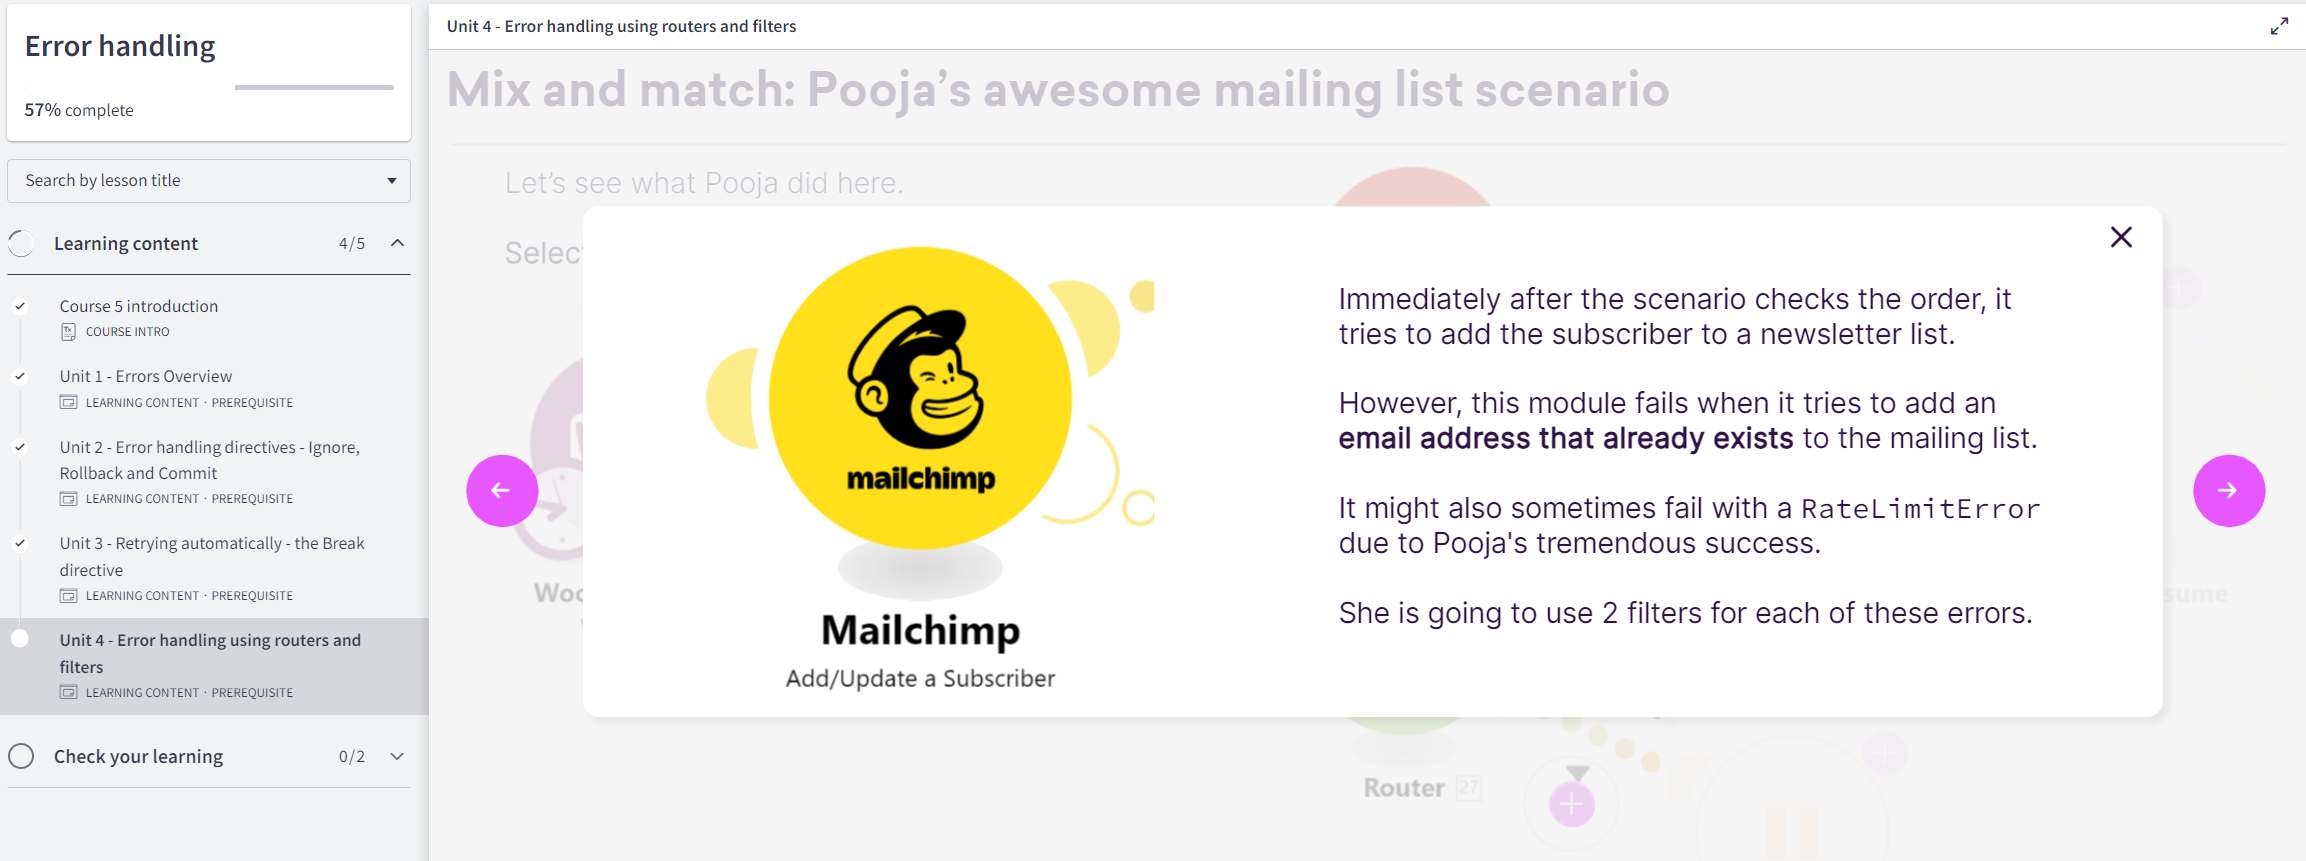 Error handling
57% complete
Search by lesson title
Learning content 4/5
Course 5 introduction
COURSE INTRO
Unit 1 - Errors Overview
LEARNING CONTENT · PREREQUISITE
Unit 2 - Error handling directives - Ignore,
Rollback and Commit
LEARNING CONTENT · PREREQUISITE
Unit 3 - Retrying automatically - the Break
directive
LEARNING CONTENT · PREREQUISITE
Unit 4 - Error handling using routers and
filters
LEARNING CONTENT · PREREQUISITE
Check your learning 0/2
Unit 4 - Error handling using routers and filters
Mix and match: Pooja’s awesome mailing list scenario
Let’s see what Pooja did here.
Selec
Woo
mailchimp
Mailchimp
Add/Update a Subscriber
Immediately after the scenario checks the order, it
tries to add the subscriber to a newsletter list.
However, this module fails when it tries to add an
email address that already exists to the mailing list.
It might also sometimes fail with a RateLimitError
due to Pooja's tremendous success.
She is going to use 2 filters for each of these errors.
sume
Router 27